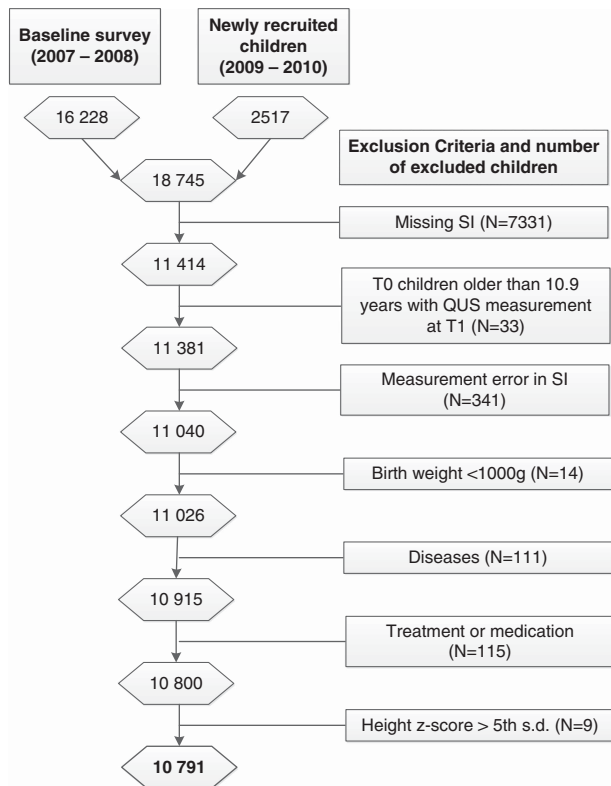 Baseline survey
(2007 – 2008)
Newly recruited
children
(2009 – 2010)
16 228
2517
Exclusion Criteria and number
of excluded children
18 745
Missing SI (N=7331)
11 414
T0 children older than 10.9
years with QUS measurement
at T1 (N=33)
11 381
Measurement error in SI
(N=341)
11 040
Birth weight <1000g (N=14)
11 026
Diseases (N=111)
10 915
Treatment or medication
(N=115)
10 800
Height z-score > 5th s.d. (N=9)
10 791